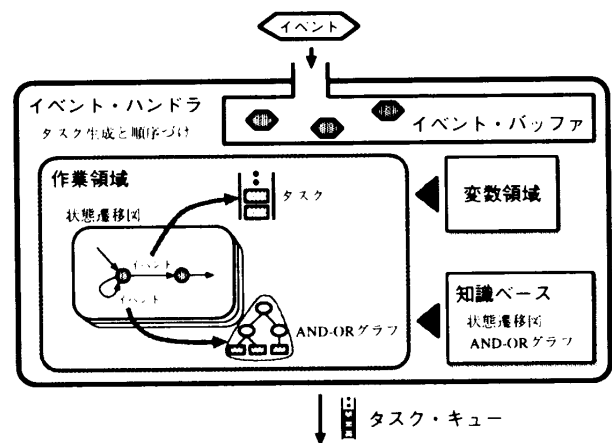 イベント
イベント・ハンドラ
タスク生成と順序づけ
イベント・バッファ
作業領域
状態遷移図
タスク
イベント
イベント
AND-ORグラフ
変数領域
知識ベース
状態遷移図
AND-ORグラフ
タスク・キュー